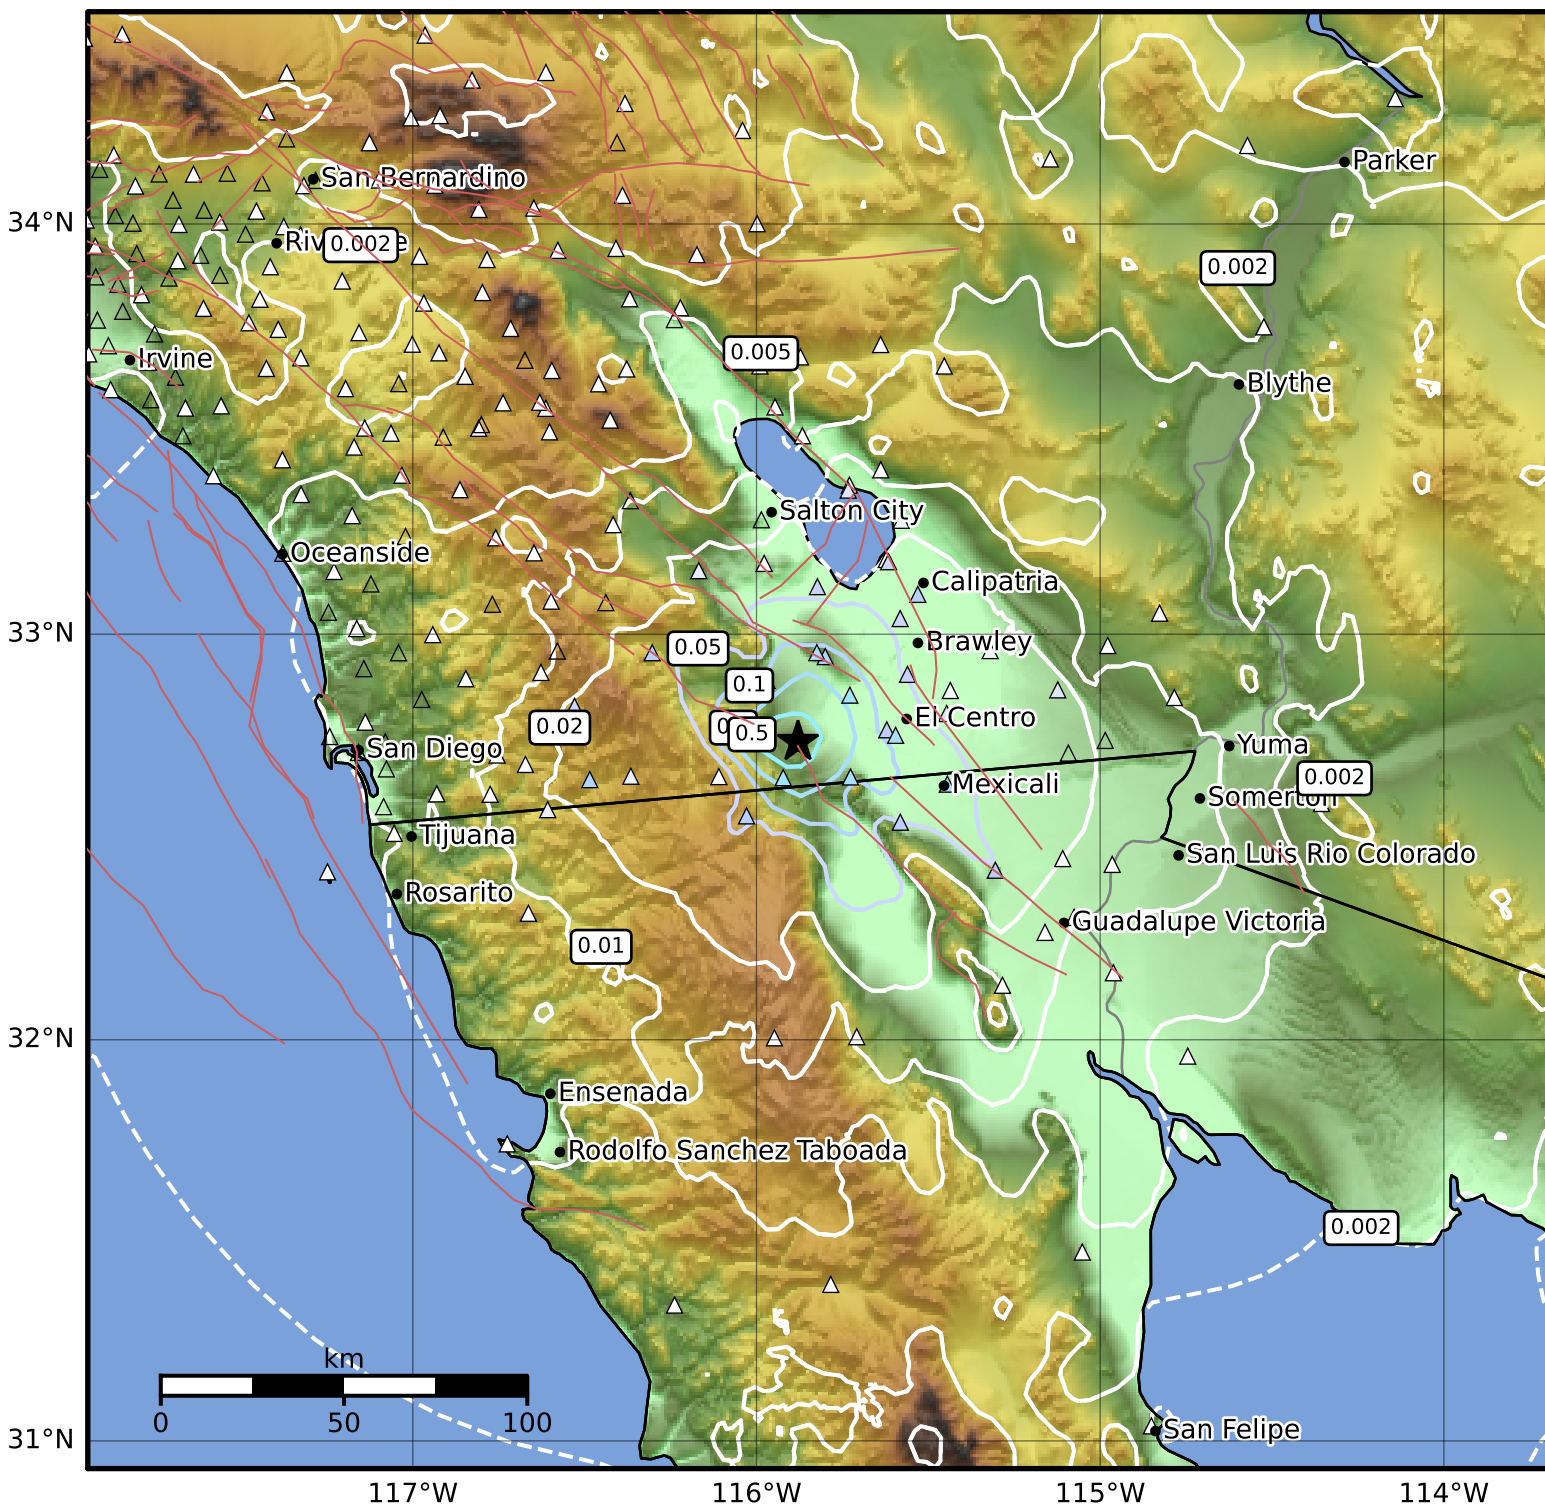 Parker
San Bernardino
34°N
0.002
0.002
0.005
Irvine
Blythe
Salton City
Oceanside
Calipatria
33°N
Brawley
0.05
0.1
El Centro
0.02
0.5
San Diego
Yuma
0.002
Mexicali
Somerton
Tijuana
San Luis Rio Colorado
Rosarito
Guadalupe Victoria
0.01
32°N
Ensenada
Rodolfo Sanchez Taboada
0.002
km
0 50 100
San Felipe
31°N
117°W 116°W 115°W 114°W